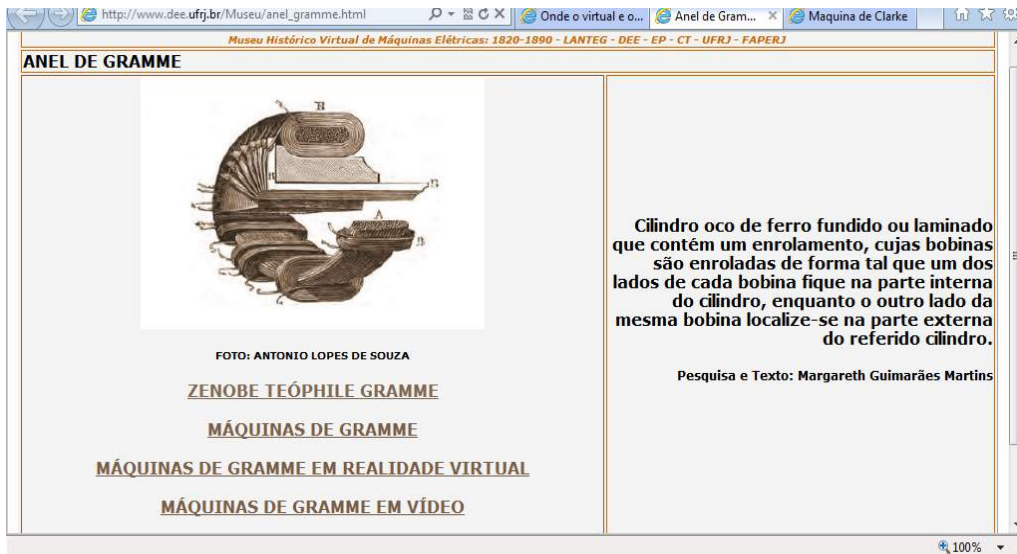 http://www.dee.ufrj.br/Museu/anel_gramme.html
Onde o virtual e o...
Anel de Gram...
Maquina de Clarke
Museu Histórico Virtual de Máquinas Elétricas: 1820-1890 - LANTEG - DEE - EP - CT - UFRJ - FAPERJ
ANEL DE GRAMME
B
B
A
B
FOTO: ANTONIO LOPES DE SOUZA
ZENOBE TEÓPHILE GRAMME
MÁQUINAS DE GRAMME
MÁQUINAS DE GRAMME EM REALIDADE VIRTUAL
MÁQUINAS DE GRAMME EM VÍDEO
Cilindro oco de ferro fundido ou laminado
que contém um enrolamento, cujas bobinas
são enroladas de forma tal que um dos
lados de cada bobina fique na parte interna
do cilindro, enquanto o outro lado da
mesma bobina localize-se na parte externa
do referido cilindro.
Pesquisa e Texto: Margareth Guimarães Martins
100%